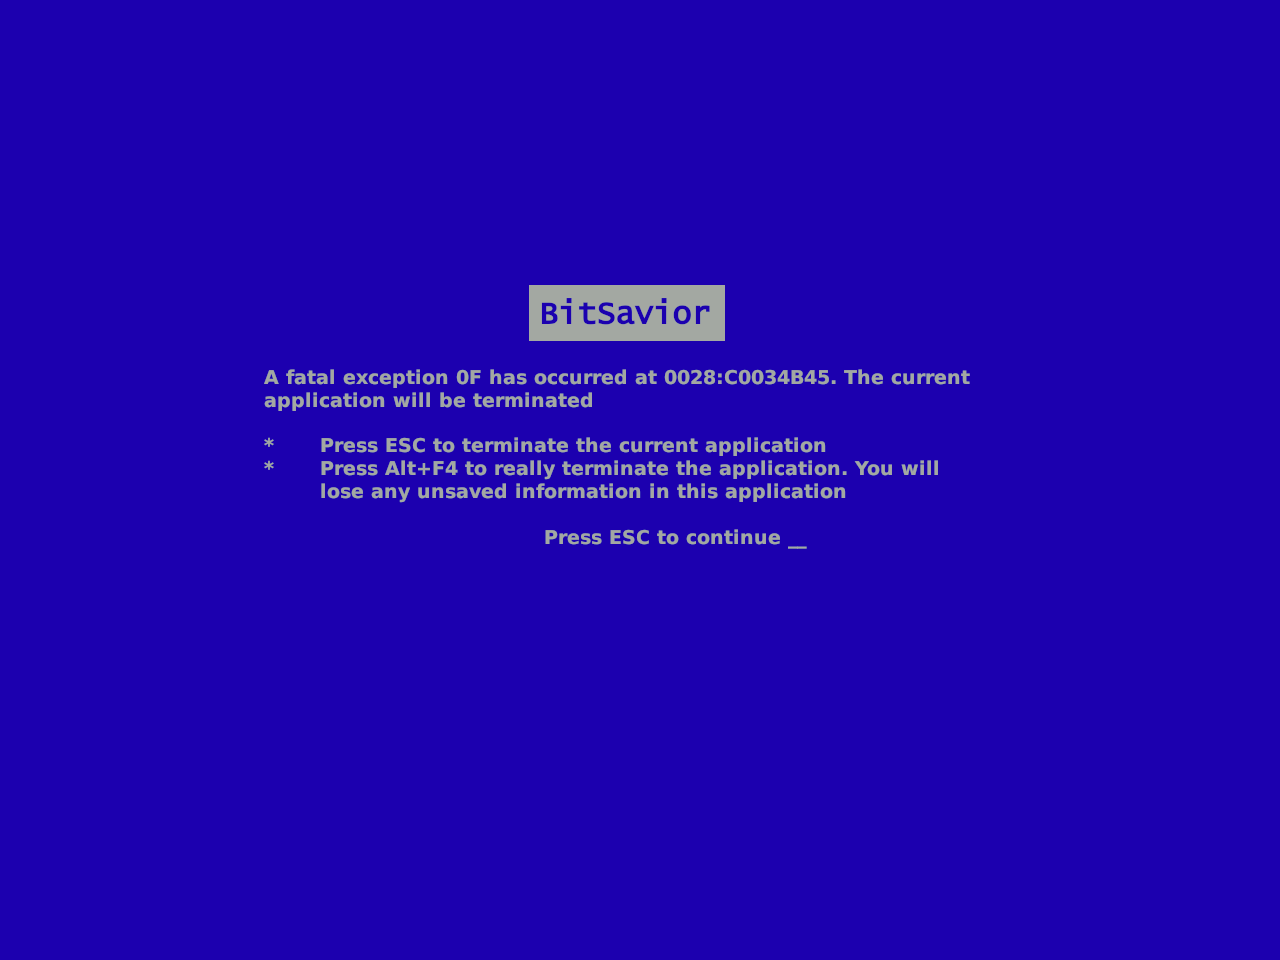 BitSavior
A fatal exception 0F has occurred at 0028:C0034B45. The current
application will be terminated
* Press ESC to terminate the current application
* Press Alt+F4 to really terminate the application. You will
lose any unsaved information in this application
Press ESC to continue __